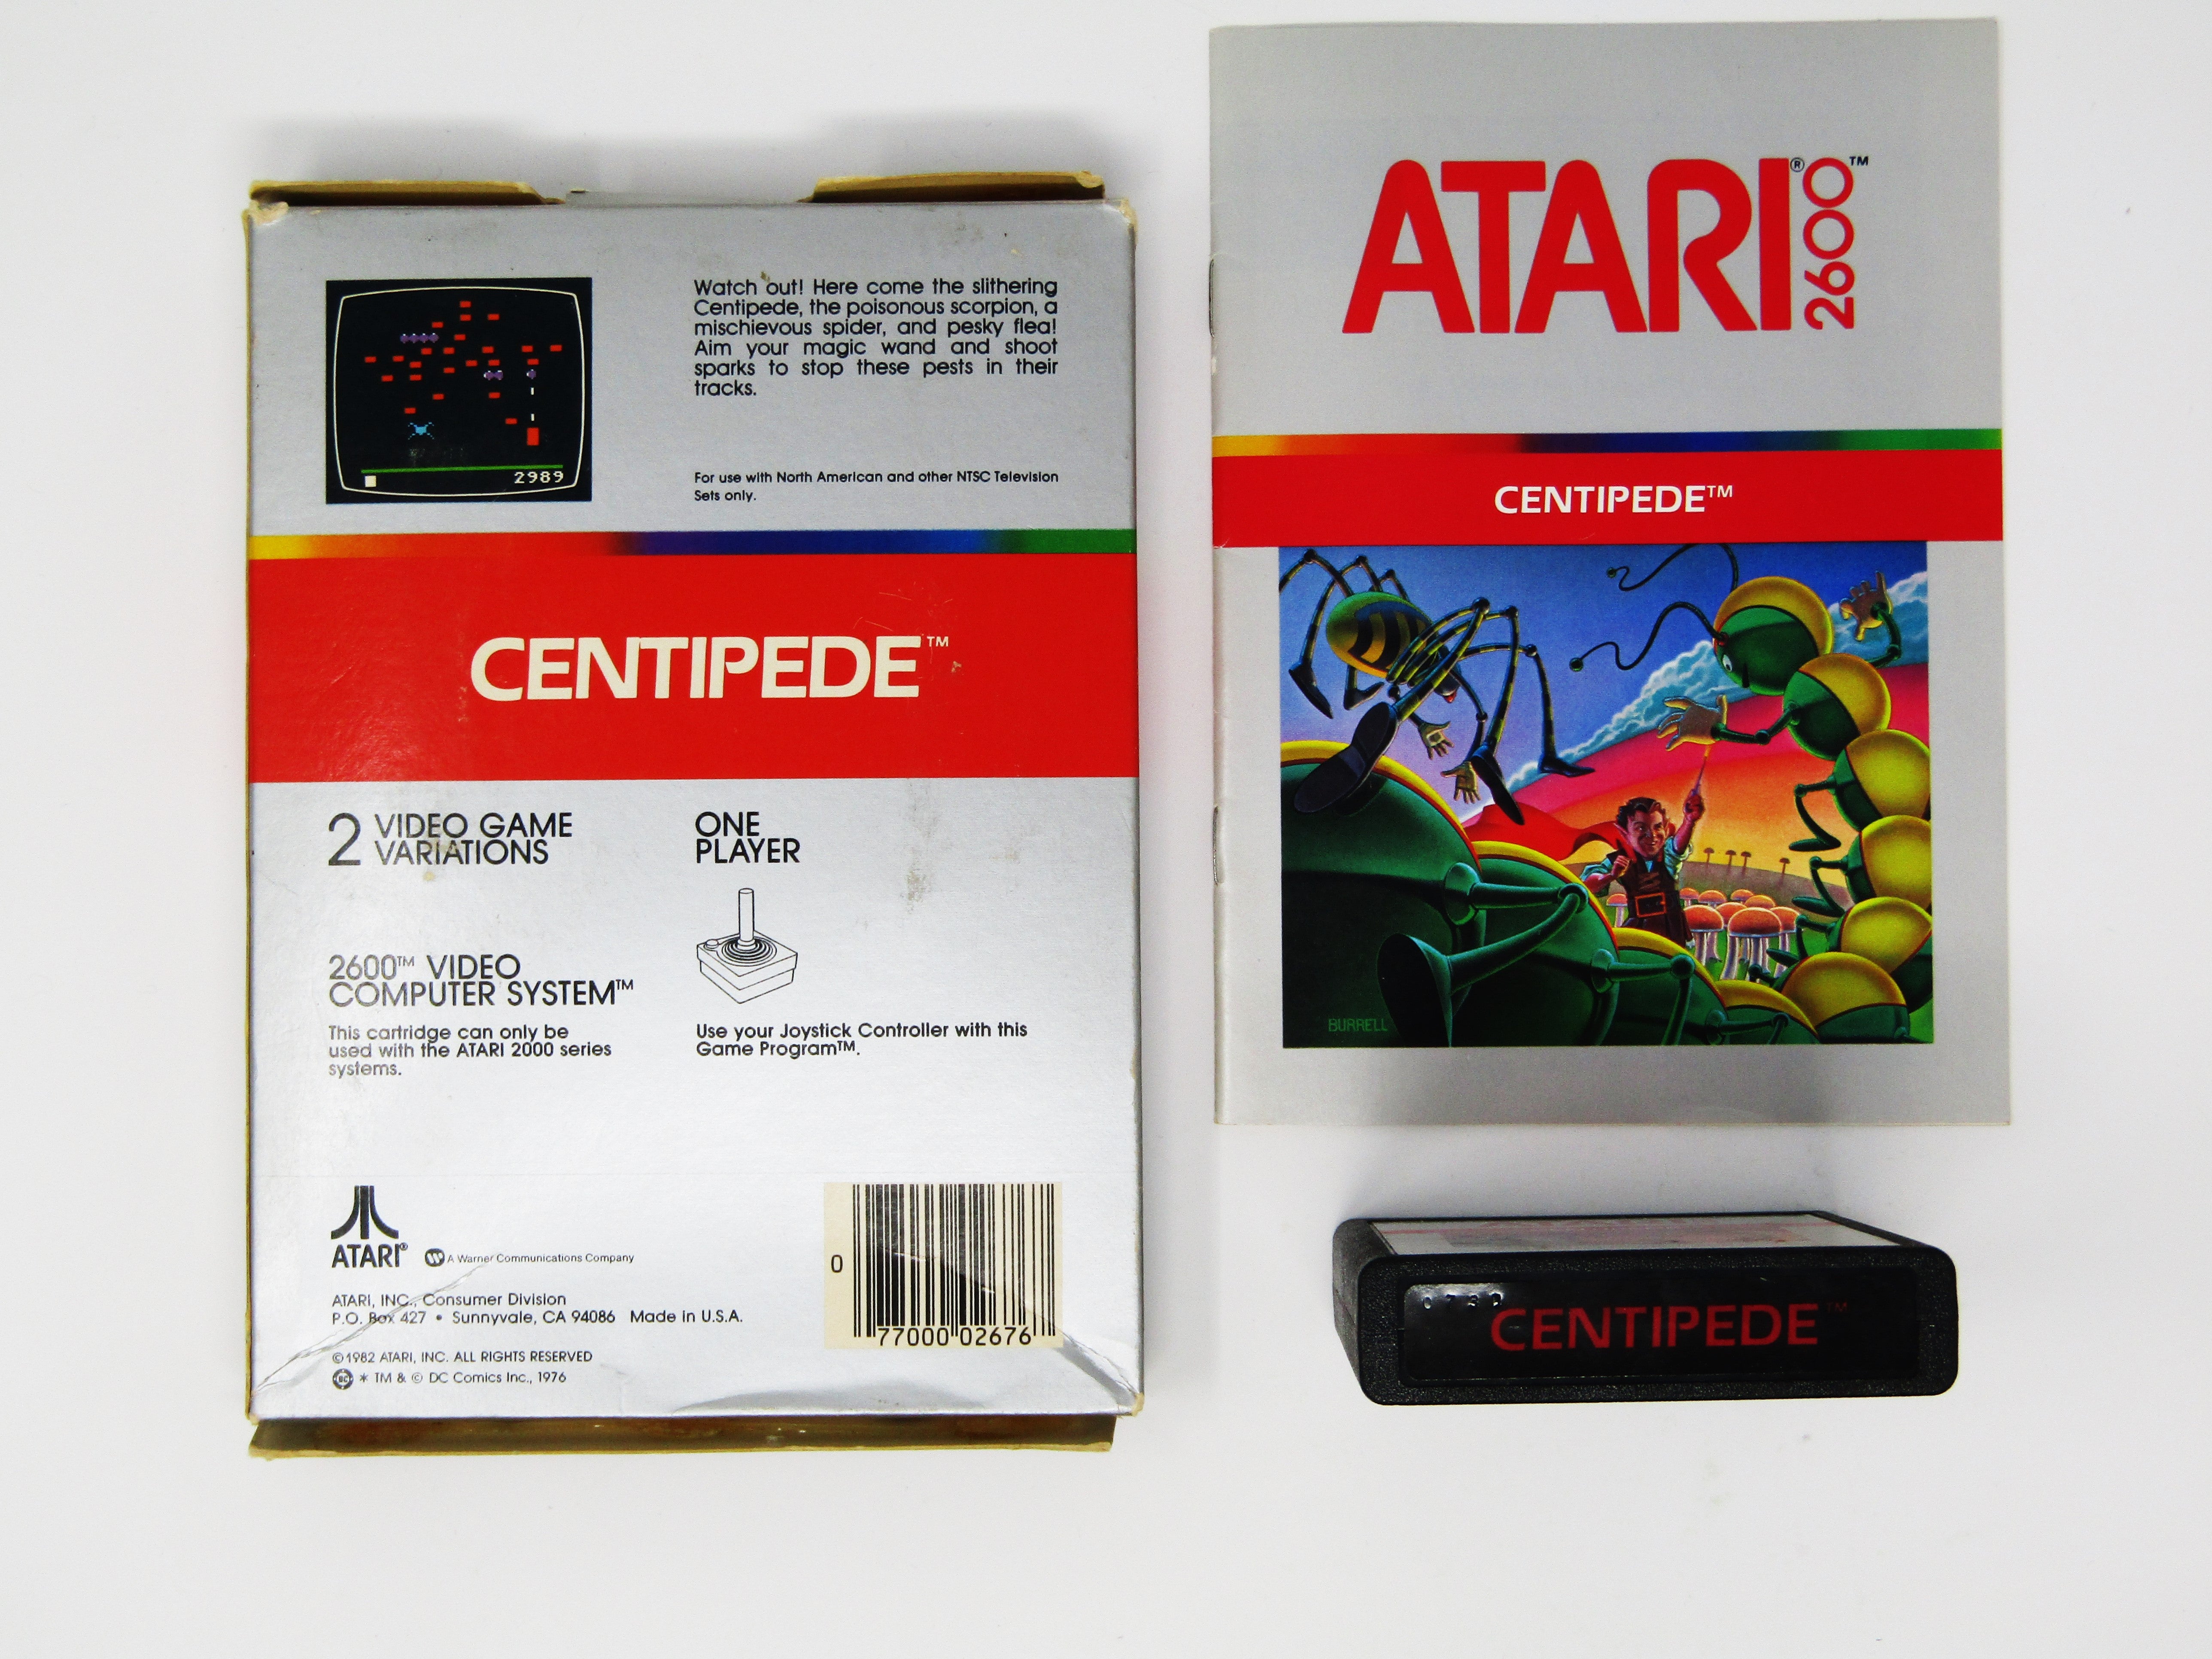 Watch out! Here come the slithering
Centipede, the poisonous scorpion, a
mischievous spider, and pesky flea!
Aim your magic wand and shoot
sparks to stop these pests in their
tracks.
For use with North American and other NTSC Television
Sets only.
2989
CENTIPEDE™
2 VIDEO GAME
VARIATIONS
ONE
PLAYER
2600™ VIDEO
COMPUTER SYSTEM™
This cartridge can only be
used with the ATARI 2000 series
systems.
Use your Joystick Controller with this
Game Program™.
ATARI® A Warner Communications Company
ATARI, INC., Consumer Division
P.O. Box 427 • Sunnyvale, CA 94086 Made in U.S.A.
©1982 ATARI, INC. ALL RIGHTS RESERVED
DC * TM & © DC Comics Inc., 1976
0
77000 02676
ATARI® 2600™
CENTIPEDE™
BURRELL
CENTIPEDE™